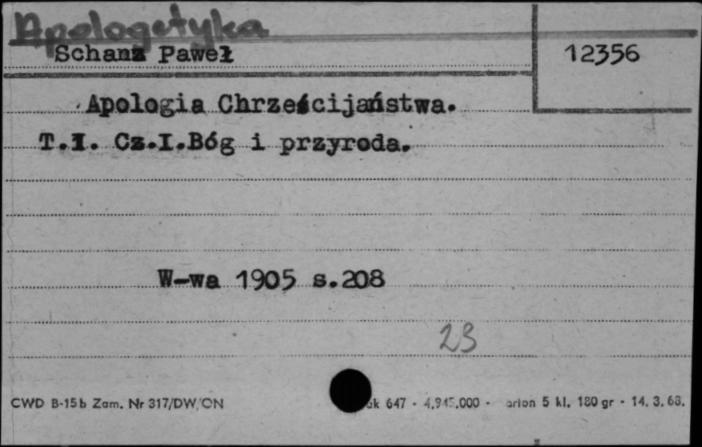 Apologetyka
Schanz Paweł
12356
Apologia Chrześcijaństwa.
T.I. Cz.I.Bóg i przyroda.
W-wa 1905 s.208
23
CWD B-15b Zam. Nr 317/DW/CN 647 - 4.945.000 - 5 kl. 180 gr - 14. 3. 68.